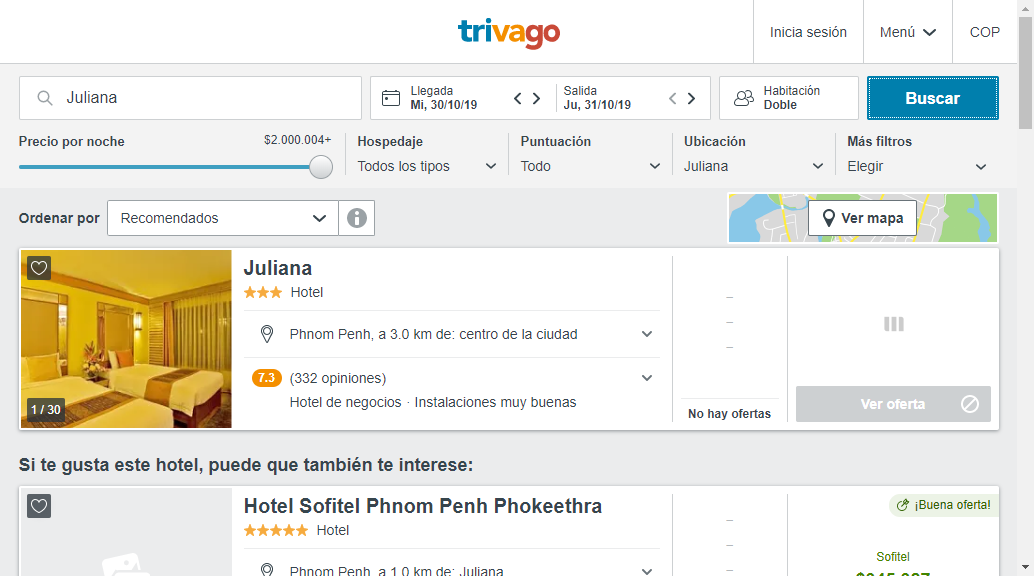 trivago
Inicia sesión
Menú
COP
Juliana
Llegada
Mi, 30/10/19
Salida
Ju, 31/10/19
Habitación
Doble
Buscar
Precio por noche
$2.000.004+
Hospedaje
Todos los tipos
Puntuación
Todo
Ubicación
Juliana
Más filtros
Elegir
Ordenar por
Recomendados
Ver mapa
Juliana
Hotel
Phnom Penh, a 3.0 km de: centro de la ciudad
7.3 (332 opiniones)
Hotel de negocios · Instalaciones muy buenas
1 / 30
No hay ofertas
Ver oferta
Si te gusta este hotel, puede que también te interese:
Hotel Sofitel Phnom Penh Phokeethra
Hotel
Phnom Penh, a 1.0 km de: Juliana
¡Buena oferta!
Sofitel